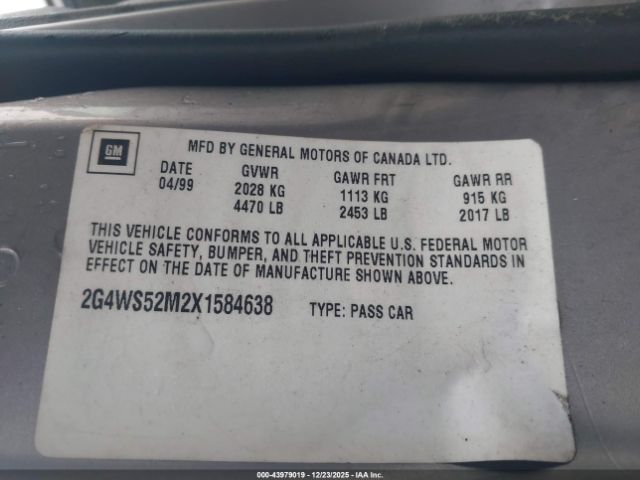 GM
MFD BY GENERAL MOTORS OF CANADA LTD.
DATE GVWR GAWR FRT GAWR RR
04/99 2028 KG 1113 KG 915 KG
4470 LB 2453 LB 2017 LB
THIS VEHICLE CONFORMS TO ALL APPLICABLE U.S. FEDERAL MOTOR
VEHICLE SAFETY, BUMPER, AND THEFT PREVENTION STANDARDS IN
EFFECT ON THE DATE OF MANUFACTURE SHOWN ABOVE.
2G4WS52M2X1584638 TYPE: PASS CAR
000-43979019 - 12/23/2025 - IAA Inc.